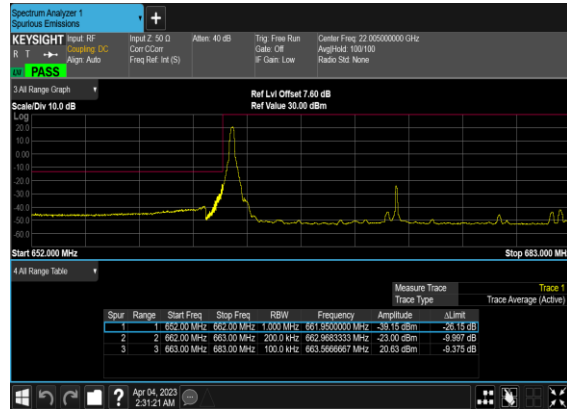 Spectrum Analyzer 1
Spurious Emissions
+
KEYSIGHT Input: RF Input Z: 50 Ω Atten: 40 dB Trig: Free Run Center Freq: 22.005000000 GHz
R T Coupling: DC Corr CCorr Gate: Off Avg|Hold: 100/100
Align: Auto Freq Ref: Int (S) IF Gain: Low Radio Std: None
PASS
3 All Range Graph
Ref Lvl Offset 7.60 dB
Scale/Div 10.0 dB Ref Value 30.00 dBm
Log
20.0
10.0
0.00
-10.0
-20.0
-30.0
-40.0
-50.0
-60.0
Start 652.000 MHz Stop 683.000 MH
4 All Range Table
Measure Trace Trace 1
Trace Type Trace Average (Active)
Spur Range Start Freq Stop Freq RBW Frequency Amplitude ΔLimit
1 1 652.00 MHz 662.00 MHz 1.000 MHz 661.9500000 MHz -39.15 dBm -26.15 dB
2 2 662.00 MHz 663.00 MHz 200.0 kHz 662.9683333 MHz -23.00 dBm -9.997 dB
3 3 663.00 MHz 683.00 MHz 100.0 kHz 663.5666667 MHz 20.63 dBm -9.375 dB
? Apr 04, 2023
2:31:21 AM